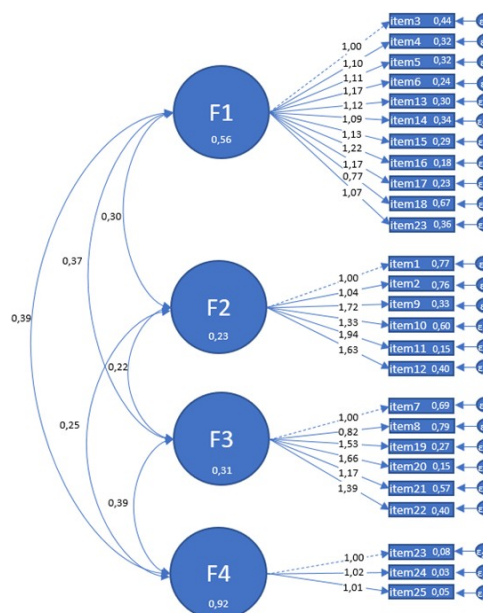 item3 0,44
item4 0,32
item5 0,32
item6 0,24
item13 0,30
item14 0,34
item15 0,29
item16 0,18
item17 0,23
item18 0,67
item23 0,36
1,00
1,10
1,11
1,17
1,12
1,09
1,13
1,22
1,17
0,77
1,07
F1
0,56
0,30
0,37
0,39
item1 0,77
item2 0,76
item9 0,33
item10 0,60
item11 0,15
item12 0,40
1,00
1,04
1,72
1,33
1,94
1,63
F2
0,23
0,22
0,25
item7 0,69
item8 0,79
item19 0,27
item20 0,15
item21 0,57
item22 0,40
1,00
0,82
1,53
1,66
1,17
1,39
F3
0,31
0,39
item23 0,08
item24 0,03
item25 0,05
1,00
1,02
1,01
F4
0,92